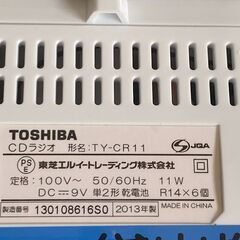 TOSHIBA
CDラジオ 形名:TY-CR11
JQA
MADE IN CHINA
PS
E
東芝エルイートレーディング株式会社
定格:100V～ 50/60Hz 11W
DC=9V 単2形乾電池 R14×6個
製造番号 130108616S0 2013年製